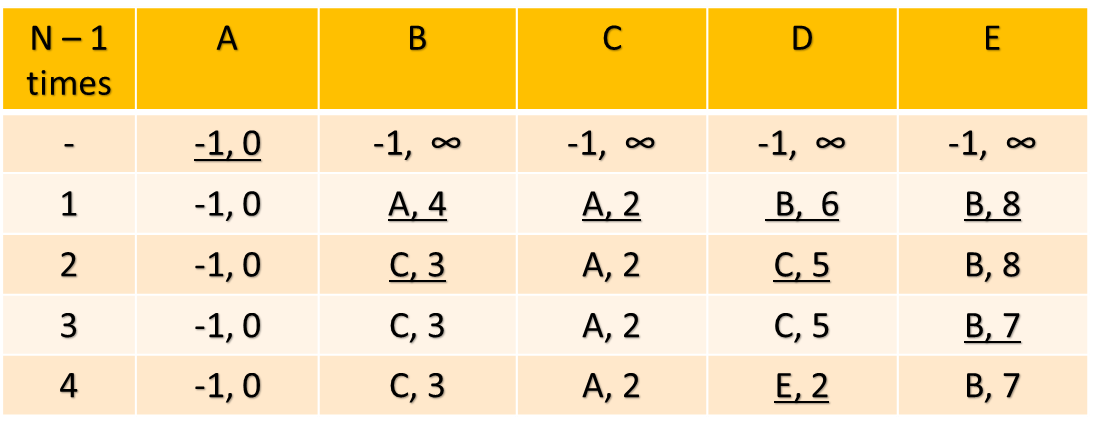 N – 1 times A B C D E
- -1, 0 -1, ∞ -1, ∞ -1, ∞ -1, ∞
1 -1, 0 A, 4 A, 2 B, 6 B, 8
2 -1, 0 C, 3 A, 2 C, 5 B, 8
3 -1, 0 C, 3 A, 2 C, 5 B, 7
4 -1, 0 C, 3 A, 2 E, 2 B, 7